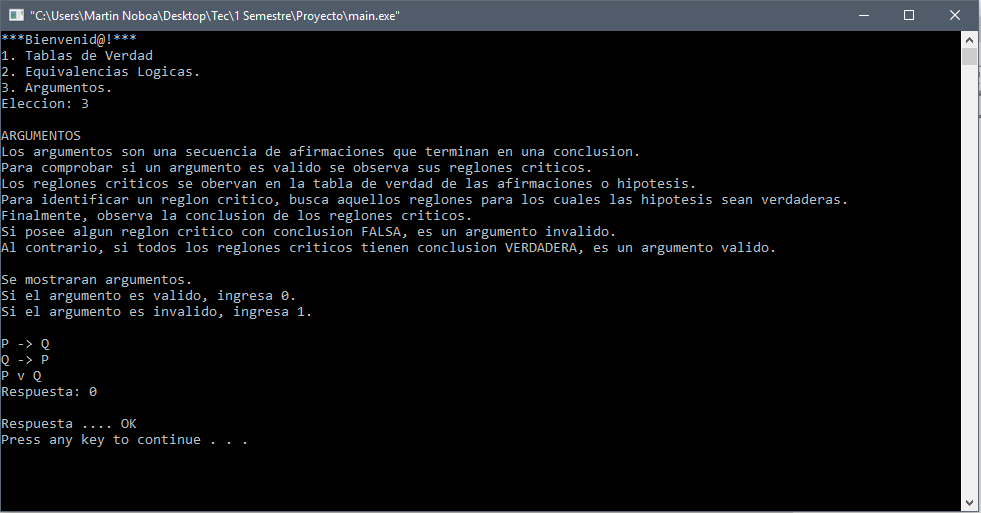 "C:\Users\Martin Noboa\Desktop\Tec\1 Semestre\Proyecto\main.exe"
***Bienvenid@!***
1. Tablas de Verdad
2. Equivalencias Logicas.
3. Argumentos.
Eleccion: 3
ARGUMENTOS
Los argumentos son una secuencia de afirmaciones que terminan en una conclusion.
Para comprobar si un argumento es valido se observa sus reglones criticos.
Los reglones criticos se obervan en la tabla de verdad de las afirmaciones o hipotesis.
Para identificar un reglon critico, busca aquellos reglones para los cuales las hipotesis sean verdaderas.
Finalmente, observa la conclusion de los reglones criticos.
Si posee algun reglon critico con conclusion FALSA, es un argumento invalido.
Al contrario, si todos los reglones criticos tienen conclusion VERDADERA, es un argumento valido.
Se mostraran argumentos.
Si el argumento es valido, ingresa 0.
Si el argumento es invalido, ingresa 1.
P -> Q
Q -> P
P v Q
Respuesta: 0
Respuesta .... OK
Press any key to continue . . .